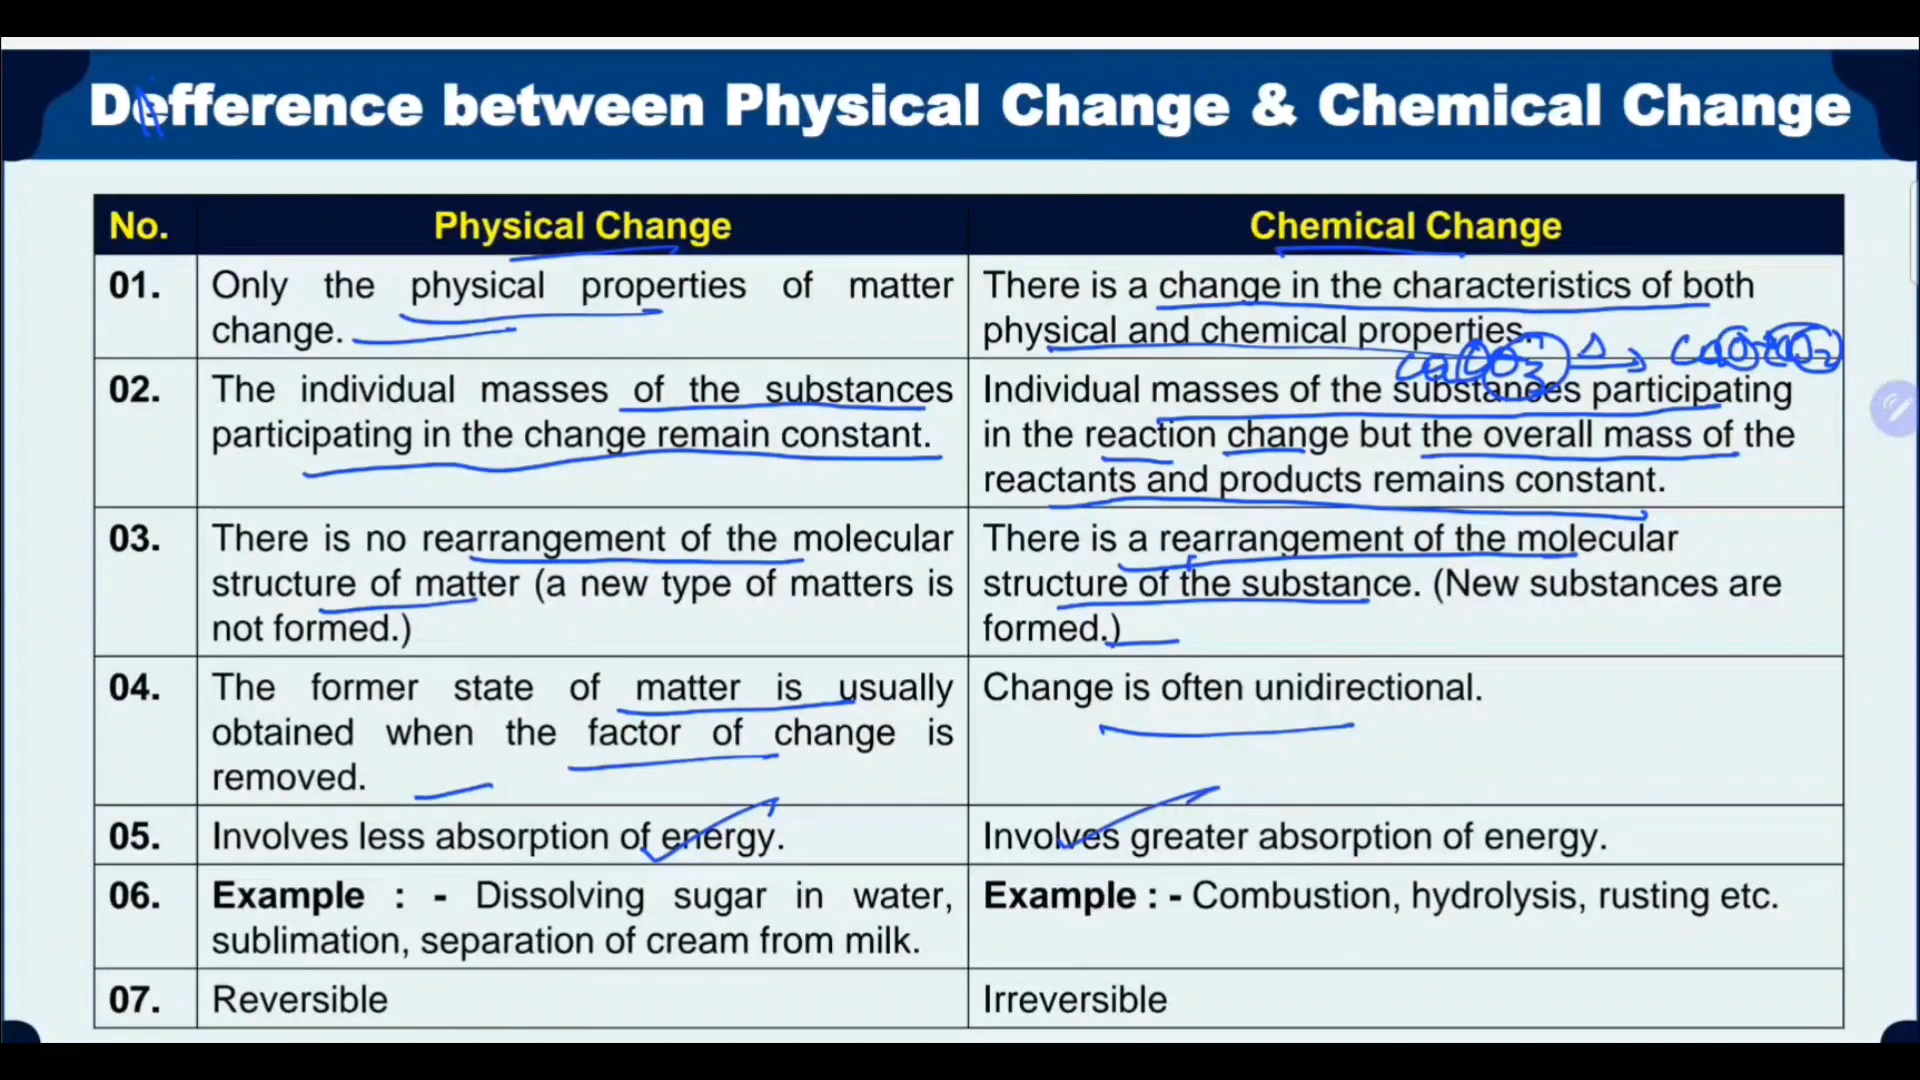 Defference between Physical Change & Chemical Change
No. Physical Change Chemical Change
01. Only the physical properties of matter
change.
There is a change in the characteristics of both
physical and chemical properties.
CaCO3 Δ→ CaO + CO2
02. The individual masses of the substances
participating in the change remain constant.
Individual masses of the substances participating
in the reaction change but the overall mass of the
reactants and products remains constant.
03. There is no rearrangement of the molecular
structure of matter (a new type of matters is
not formed.)
There is a rearrangement of the molecular
structure of the substance. (New substances are
formed.)
04. The former state of matter is usually
obtained when the factor of change is
removed.
Change is often unidirectional.
05. Involves less absorption of energy.
Involves greater absorption of energy.
06. Example : - Dissolving sugar in water,
sublimation, separation of cream from milk.
Example : - Combustion, hydrolysis, rusting etc.
07. Reversible
Irreversible